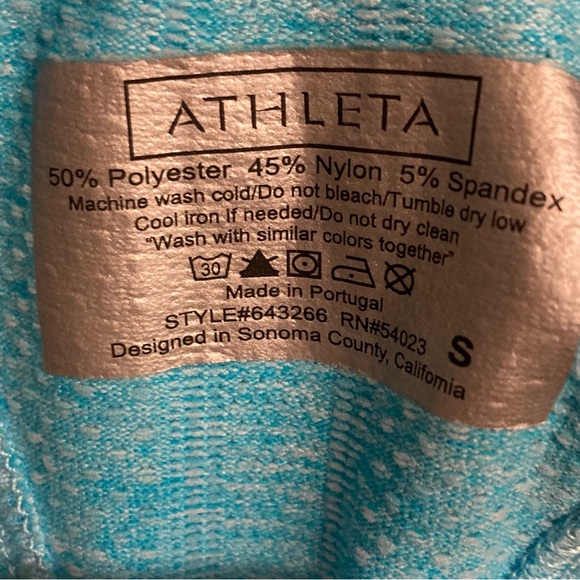 ATHLETA
50% Polyester 45% Nylon 5% Spandex
Machine wash cold/Do not bleach/Tumble dry low
Cool iron If needed/Do not dry clean
"Wash with similar colors together"
30
Made in Portugal
STYLE#643266 RN#54023 S
Designed in Sonoma County, California